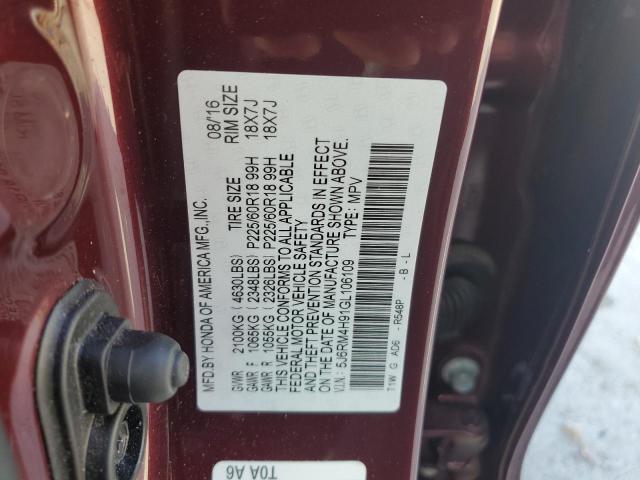 MFD.BY HONDA OF AMERICA MFG.,INC. 08/16
TIRE SIZE RIM SIZE
GVWR 2100KG (4630LBS)
GAWR F 1065KG (2348LBS) P225/60R18 99H 18X7J
GAWR R 1055KG (2326LBS) P225/60R18 99H 18X7J
THIS VEHICLE CONFORMS TO ALL APPLICABLE
FEDERAL MOTOR VEHICLE SAFETY
AND THEFT PREVENTION STANDARDS IN EFFECT
ON THE DATE OF MANUFACTURE SHOWN ABOVE.
V.I.N.: 5J6RM4H91GL106109 TYPE: MPV
T1W G AD6 - R548P - B - L
T0A A6